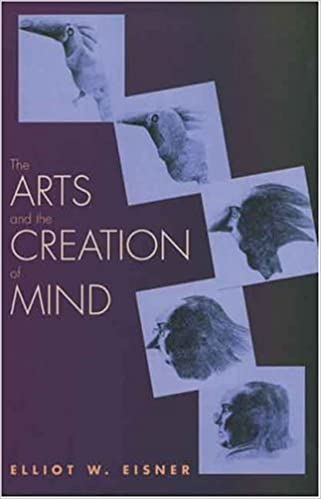 The
ARTS
and the
CREATION
of
MIND
ELLIOT W. EISNER